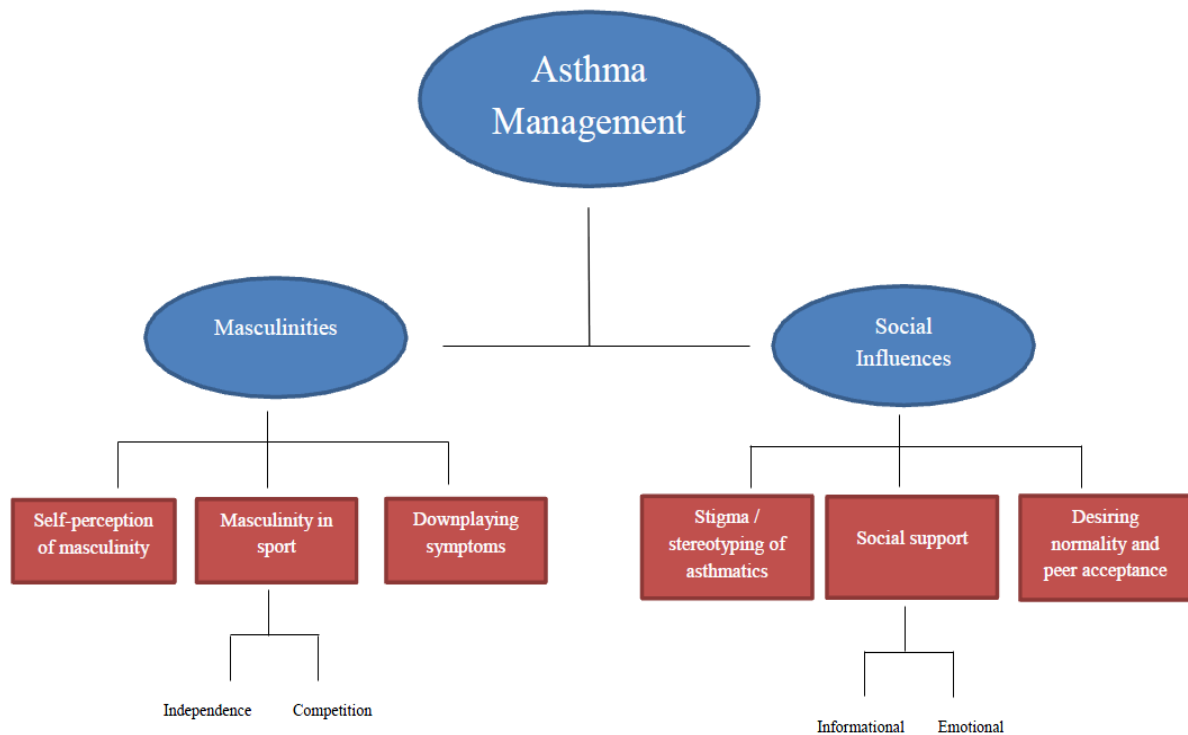 Asthma
Management
Masculinities
Social
Influences
Self-perception
of masculinity
Masculinity in
sport
Downplaying
symptoms
Stigma /
stereotyping of
asthmatics
Social support
Desiring
normality and
peer acceptance
Independence
Competition
Informational
Emotional